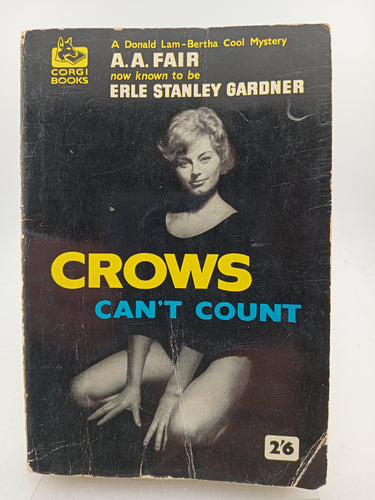 CORGI
BOOKS
A Donald Lam-Bertha Cool Mystery
A.A. FAIR
now known to be
ERLE STANLEY GARDNER
CROWS
CAN'T COUNT
2'6